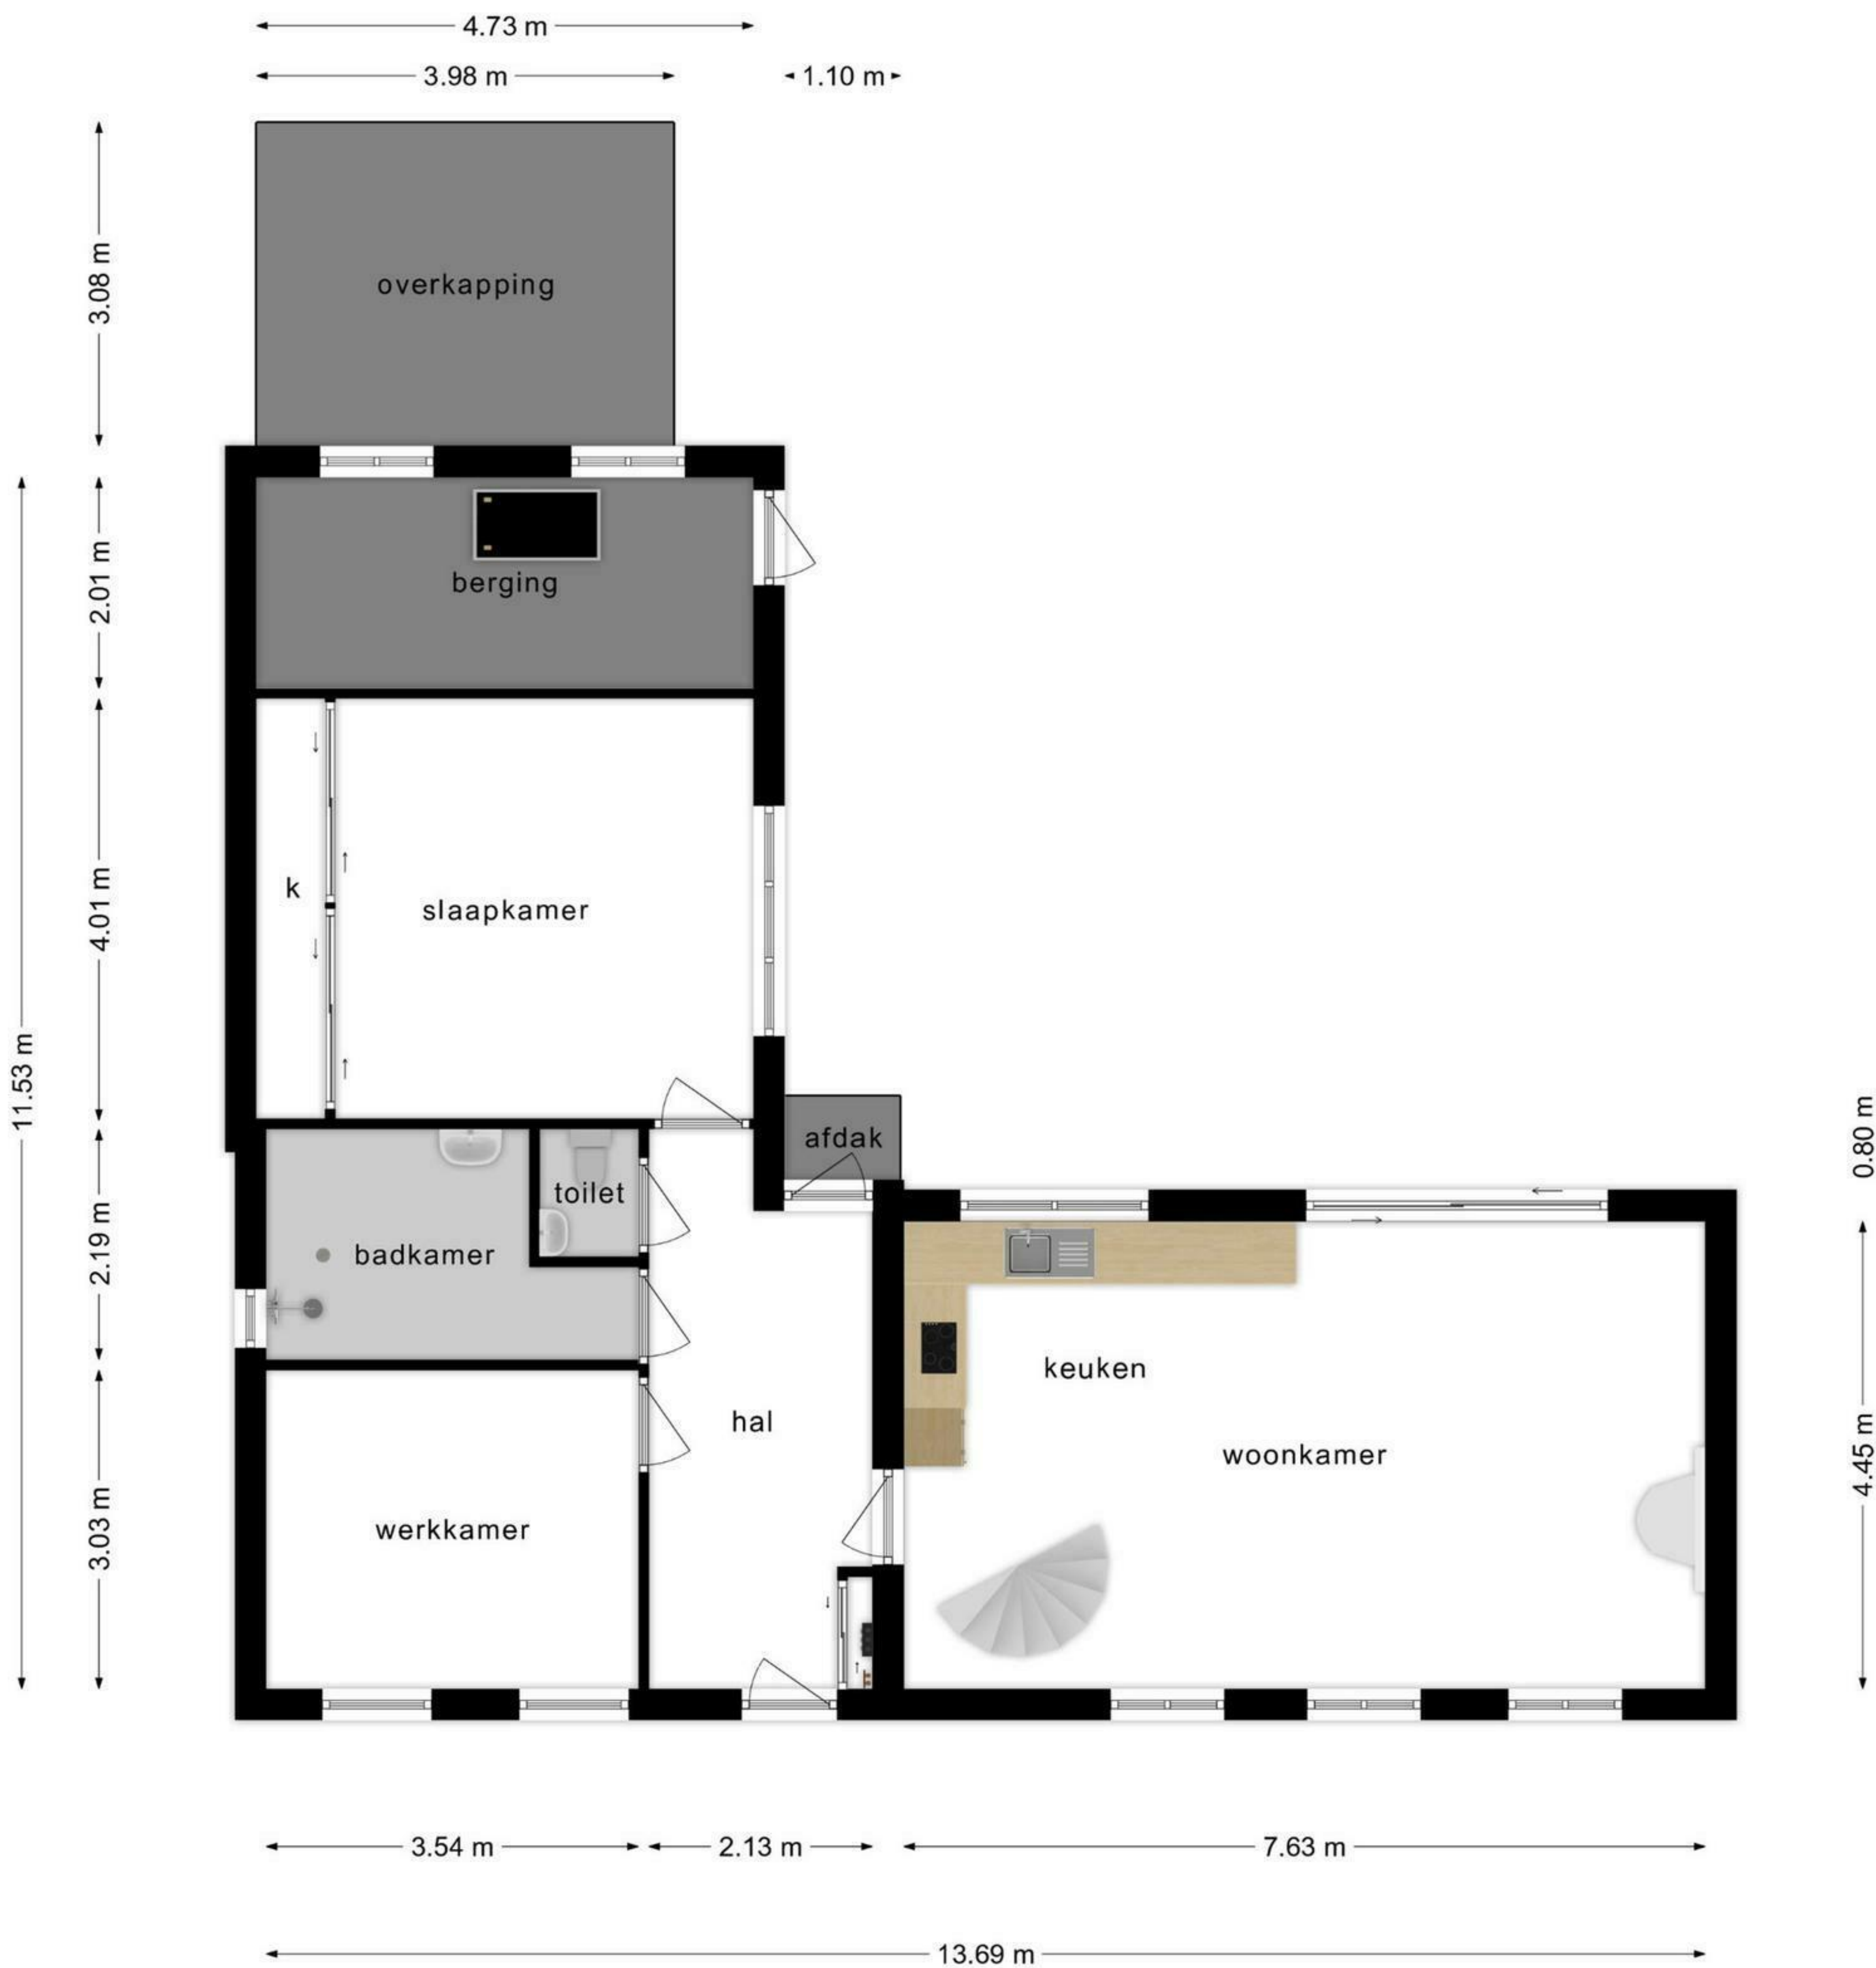 4.73 m
3.98 m
1.10 m
3.08 m
overkapping
2.01 m
berging
4.01 m
k
slaapkamer
11.53 m
0.80 m
afdak
toilet
2.19 m
badkamer
keuken
hal
woonkamer
4.45 m
3.03 m
werkkamer
3.54 m
2.13 m
7.63 m
13.69 m